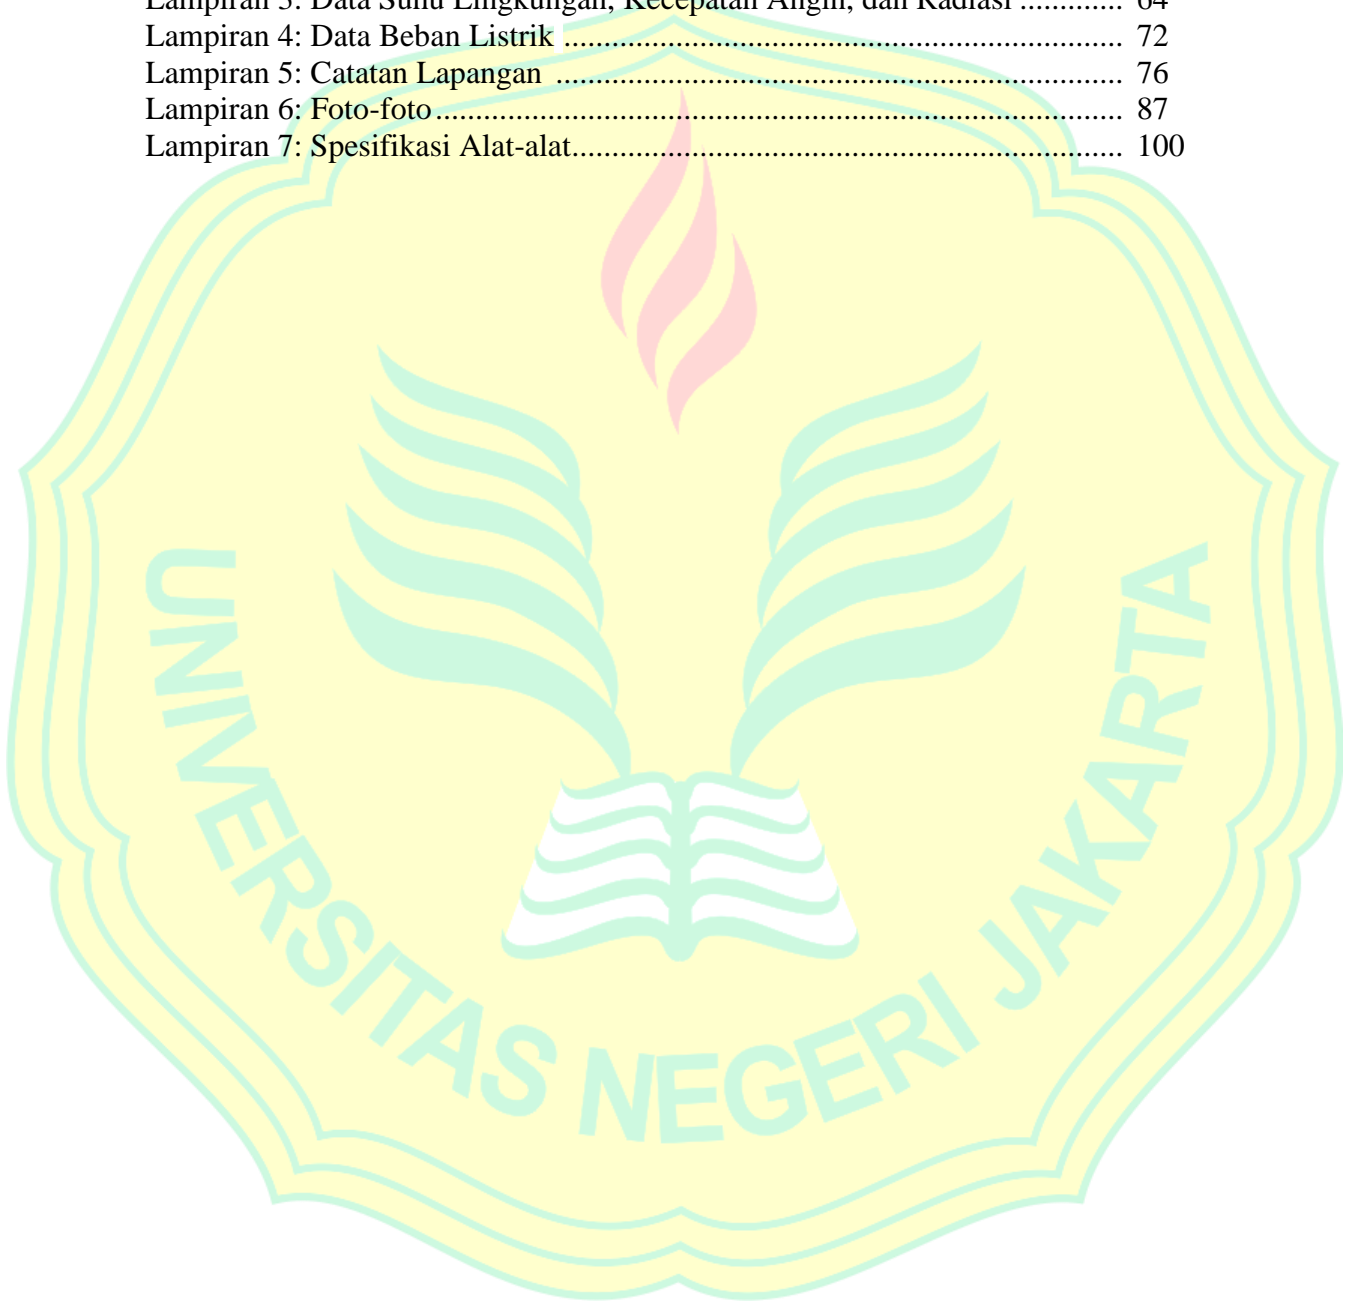 Lampiran 3: Data Suhu Lingkungan, Kecepatan Angin, dan Radiasi ............. 64
Lampiran 4: Data Beban Listrik ....................................................................... 72
Lampiran 5: Catatan Lapangan ........................................................................ 76
Lampiran 6: Foto-foto....................................................................................... 87
Lampiran 7: Spesifikasi Alat-alat...................................................................... 100
UNIVERSITAS NEGERI JAKARTA